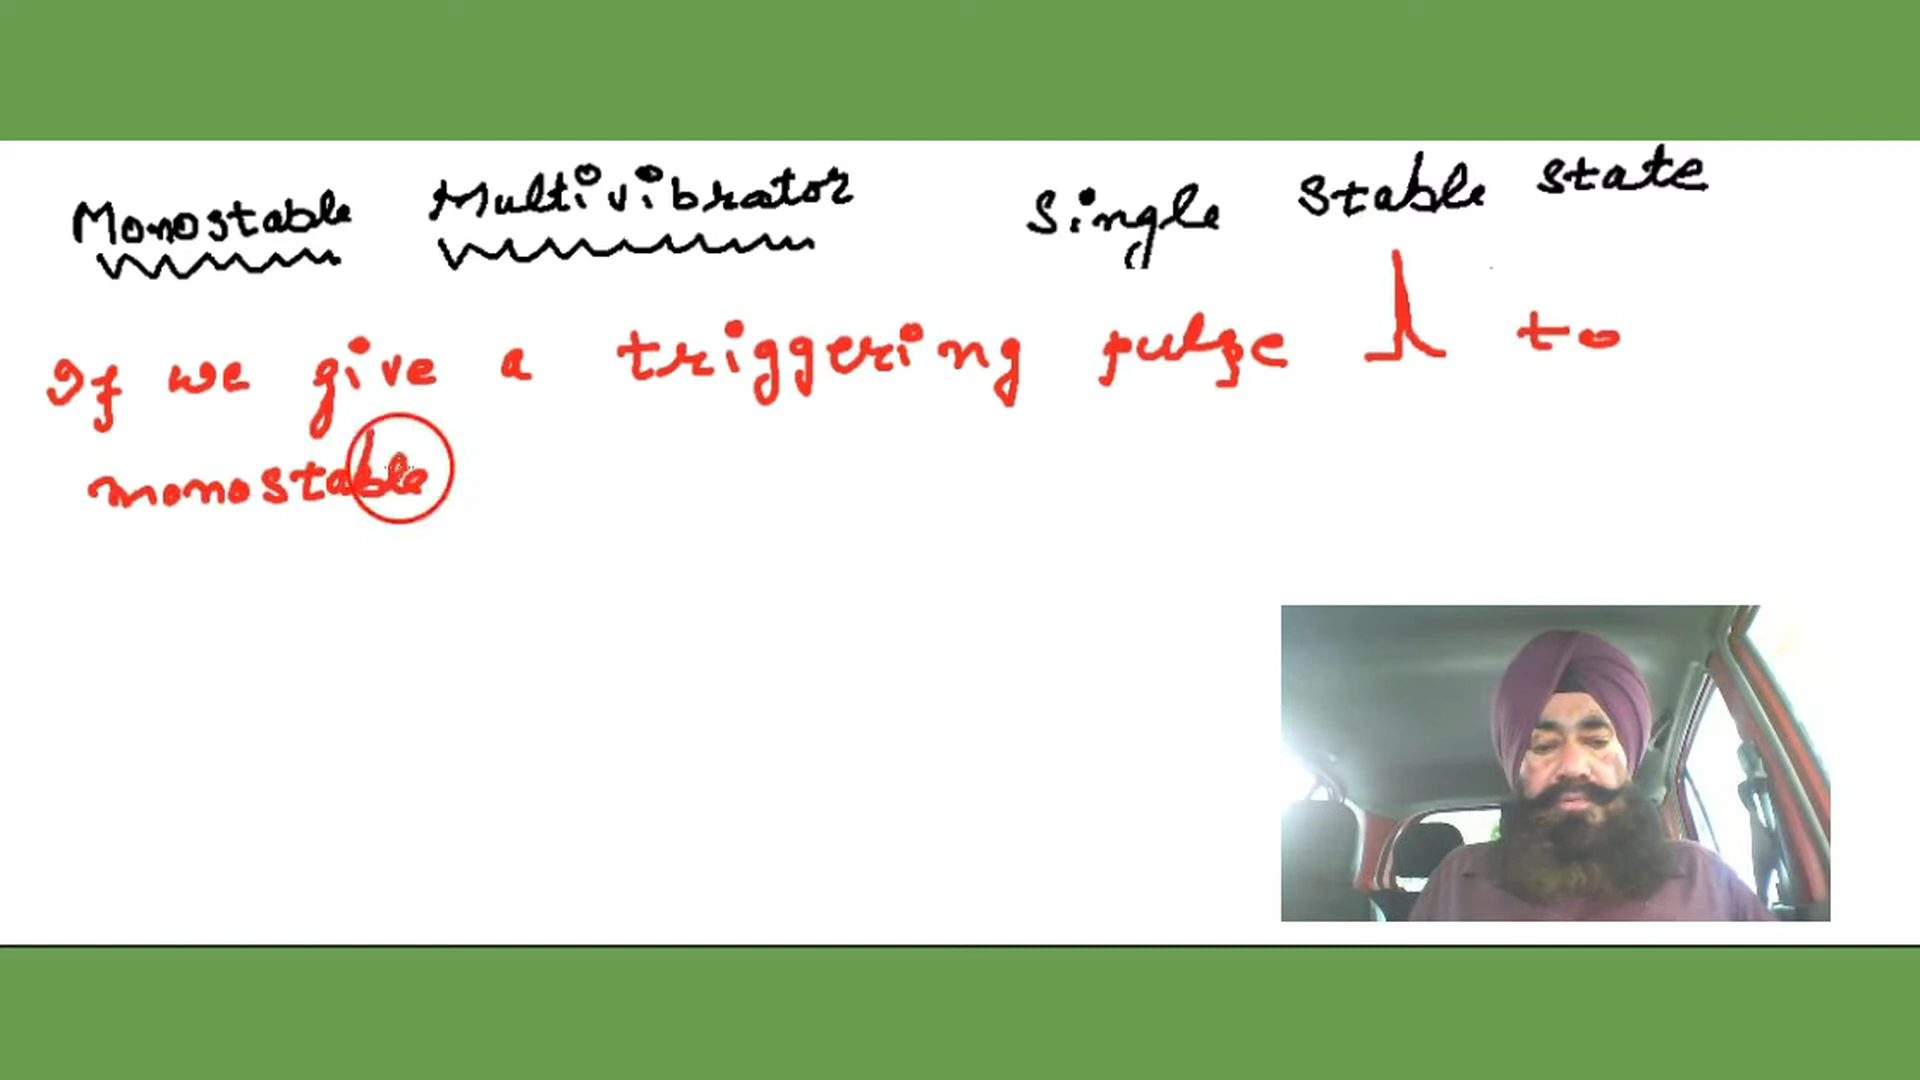 Monostable Multivibrator Single Stable State
If we give a triggering pulse to
monostable